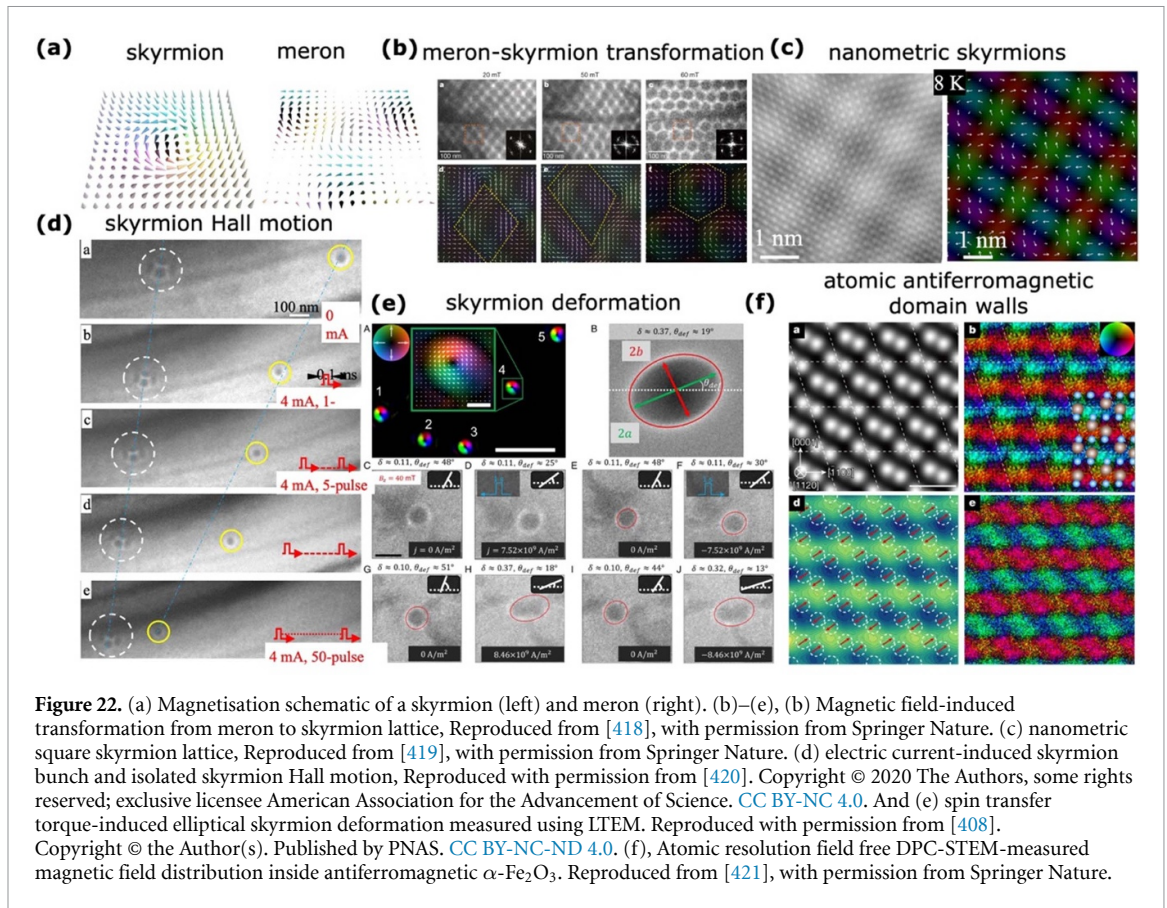 (a)
skyrmion
meron
(b) meron-skyrmion transformation
20 mT
50 mT
60 mT
a
b
c
100 nm
100 nm
100 nm
d
e
f
(c) nanometric skyrmions
8 K
1 nm
1 nm
(d) skyrmion Hall motion
a
100 nm
0
mA
b
0.1 ms
4 mA, 1-
c
4 mA, 5-pulse
d
e
4 mA, 50-pulse
(e) skyrmion deformation
A
1
2
3
4
5
B
δ ≈ 0.37, θdef ≈ 19°
2b
θdef
2a
C
δ ≈ 0.11, θdef ≈ 48°
D
δ ≈ 0.11, θdef ≈ 25°
E
δ ≈ 0.11, θdef ≈ 48°
F
δ ≈ 0.11, θdef ≈ 30°
= 40 mT
j = 0 A/m²
j = 7.52×10⁹ A/m²
0 A/m²
−7.52×10⁹ A/m²
G
δ ≈ 0.10, θdef ≈ 51°
H
δ ≈ 0.37, θdef ≈ 18°
I
δ ≈ 0.10, θdef ≈ 44°
J
δ ≈ 0.32, θdef ≈ 13°
0 A/m²
8.46×10⁹ A/m²
0 A/m²
−8.46×10⁹ A/m²
atomic antiferromagnetic
(f) domain walls
a
b
d
e
Figure 22. (a) Magnetisation schematic of a skyrmion (left) and meron (right). (b)–(e), (b) Magnetic field-induced
transformation from meron to skyrmion lattice, Reproduced from [418], with permission from Springer Nature. (c) nanometric
square skyrmion lattice, Reproduced from [419], with permission from Springer Nature. (d) electric current-induced skyrmion
bunch and isolated skyrmion Hall motion, Reproduced with permission from [420]. Copyright © 2020 The Authors, some rights
reserved; exclusive licensee American Association for the Advancement of Science. CC BY-NC 4.0. And (e) spin transfer
torque-induced elliptical skyrmion deformation measured using LTEM. Reproduced with permission from [408].
Copyright © the Author(s). Published by PNAS. CC BY-NC-ND 4.0. (f), Atomic resolution field free DPC-STEM-measured
magnetic field distribution inside antiferromagnetic α-Fe₂O₃. Reproduced from [421], with permission from Springer Nature.